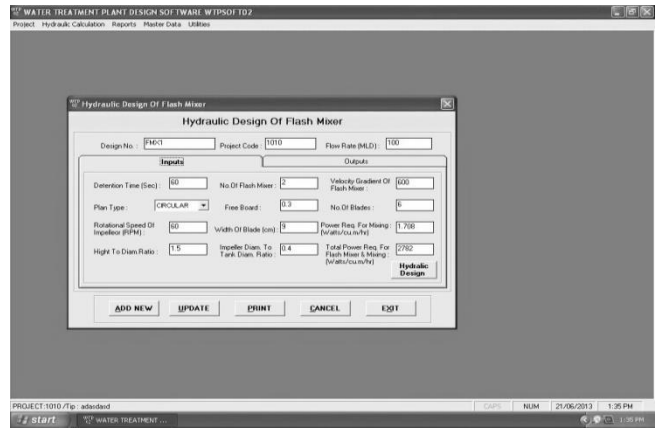 WATER TREATMENT PLANT DESIGN SOFTWARE WTPSOFT02
Project Hydraulic Calculation Reports Master Data Utilities
Hydraulic Design Of Flash Mixer
Hydraulic Design Of Flash Mixer
Design No. : FMX1 Project Code : 1010 Flow Rate (MLD) : 100
Inputs Outputs
Detention Time (Sec) : 60 No.Of Flash Mixer : 2 Velocity Gradient Of Flash Mixer : 600
Plan Type : CIRCULAR Free Board : 0.3 No.Of Blades : 6
Rotational Speed Of Impelleor (RPM) : 60 Width Of Blade (cm) : 9 Power Req. For Mixing : (Watts/cu.m/hr) 1.788
Hight To Diam.Ratio : 1.5 Impeller Diam. To Tank Diam. Ratio : 0.4 Total Power Req. For Flash Mixer & Mixing : (Watts/cu.m/hr) 2782
Hydralic Design
ADD NEW UPDATE PRINT CANCEL EXIT
PROJECT:1010 /Tip : adasdasd CAPS NUM 21/06/2013 1:35 PM
start WATER TREATMENT ... 1:35 PM